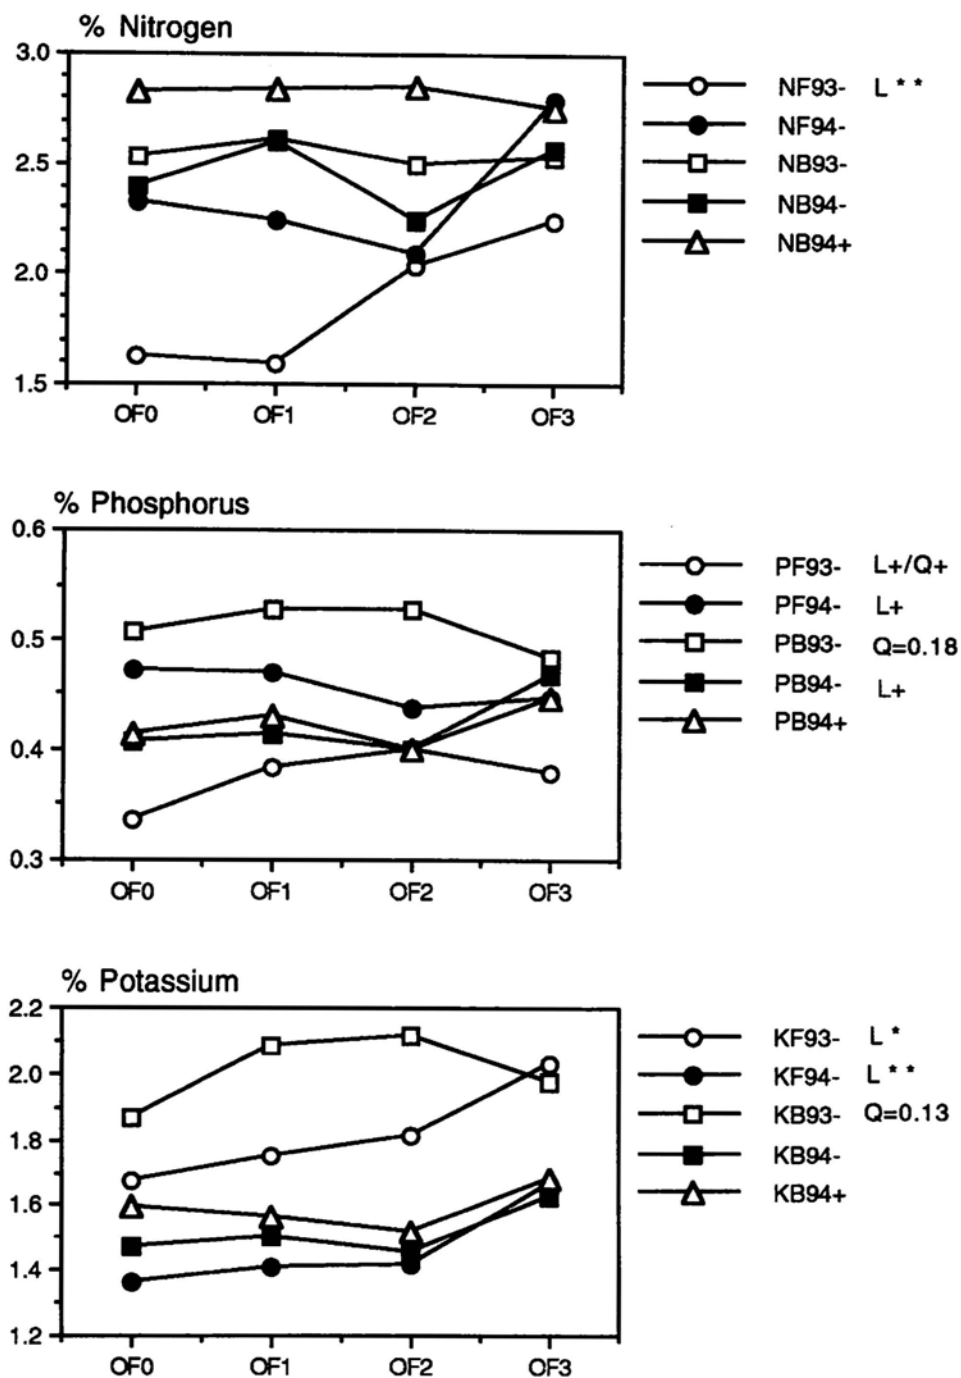 % Nitrogen
3.0
2.5
2.0
1.5
OF0 OF1 OF2 OF3
NF93- L * *
NF94-
NB93-
NB94-
NB94+
% Phosphorus
0.6
0.5
0.4
0.3
OF0 OF1 OF2 OF3
PF93- L+/Q+
PF94- L+
PB93- Q=0.18
PB94- L+
PB94+
% Potassium
2.2
2.0
1.8
1.6
1.4
1.2
OF0 OF1 OF2 OF3
KF93- L *
KF94- L * *
KB93- Q=0.13
KB94-
KB94+